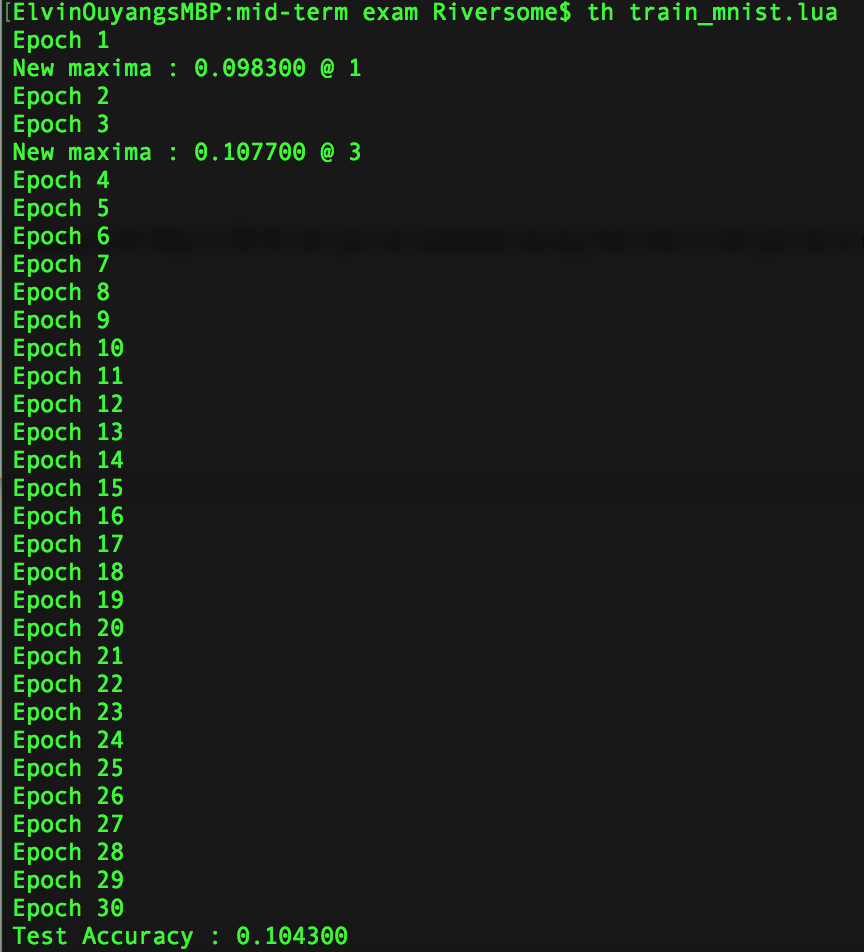 [ElvinOuyangsMBP:mid-term exam Riversome$ th train_mnist.lua
Epoch 1
New maxima : 0.098300 @ 1
Epoch 2
Epoch 3
New maxima : 0.107700 @ 3
Epoch 4
Epoch 5
Epoch 6
Epoch 7
Epoch 8
Epoch 9
Epoch 10
Epoch 11
Epoch 12
Epoch 13
Epoch 14
Epoch 15
Epoch 16
Epoch 17
Epoch 18
Epoch 19
Epoch 20
Epoch 21
Epoch 22
Epoch 23
Epoch 24
Epoch 25
Epoch 26
Epoch 27
Epoch 28
Epoch 29
Epoch 30
Test Accuracy : 0.104300